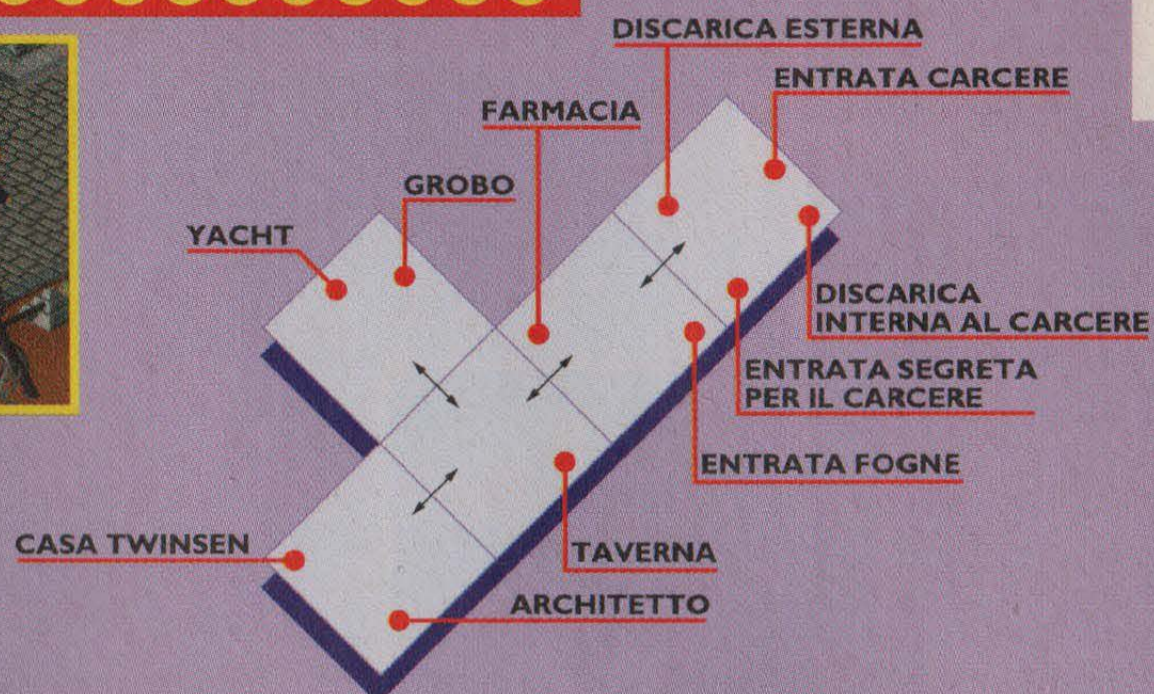 DISCARICA ESTERNA
ENTRATA CARCERE
FARMACIA
GROBO
YACHT
DISCARICA
INTERNA AL CARCERE
ENTRATA SEGRETA
PER IL CARCERE
ENTRATA FOGNE
CASA TWINSEN
TAVERNA
ARCHITETTO